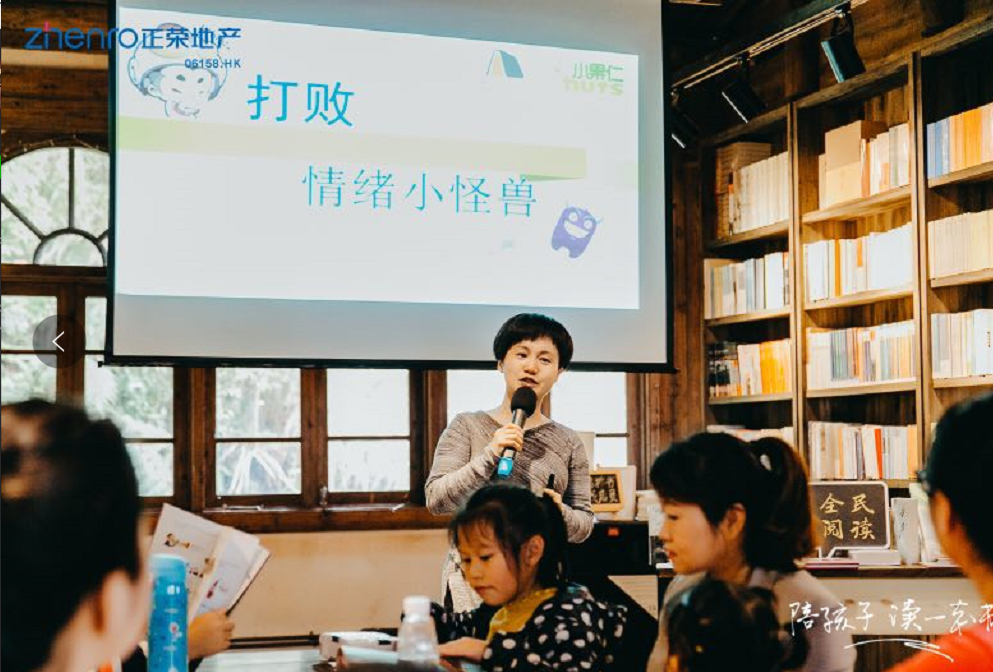 zhenro正荣地产
06158.HK
小果仁
nuts
打败
情绪小怪兽
全民
阅读
陪孩子 读一本书